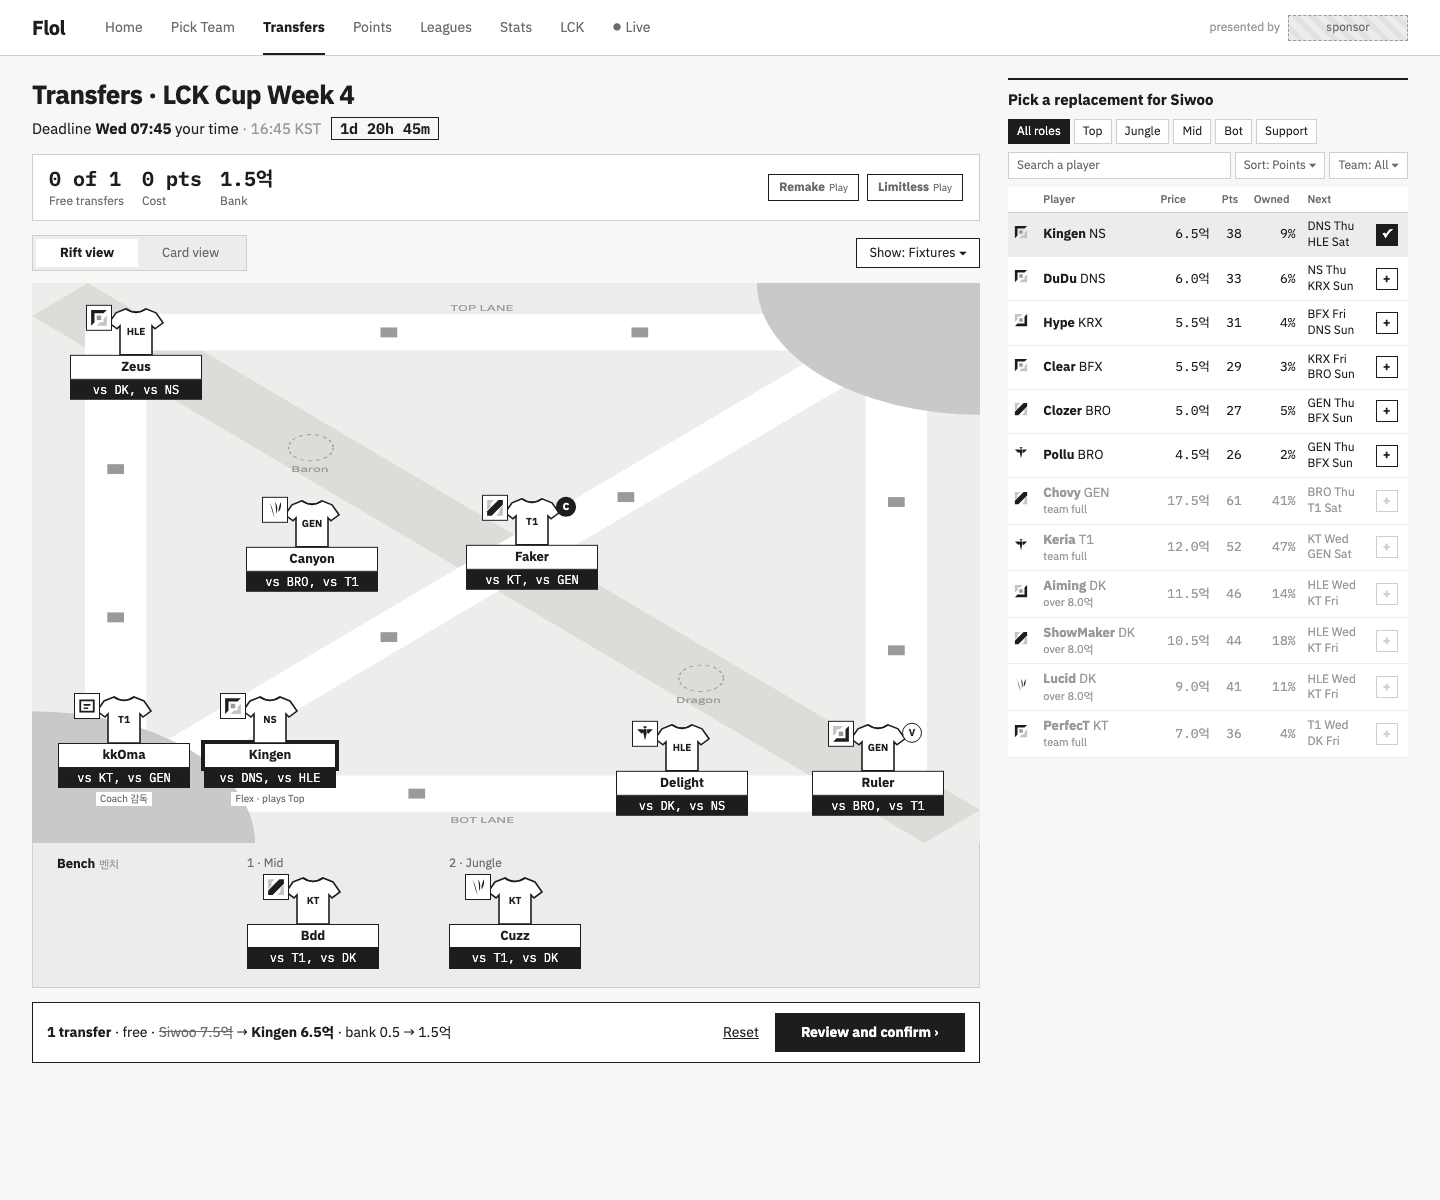 Flol
Home Pick Team Transfers Points Leagues Stats LCK Live
presented by sponsor
Transfers · LCK Cup Week 4
Deadline Wed 07:45 your time · 16:45 KST 1d 20h 45m
0 of 1 0 pts 1.5억
Free transfers Cost Bank
Remake Play Limitless Play
Rift view Card view
Show: Fixtures
TOP LANE
HLE
Zeus
vs DK, vs NS
Baron
GEN
Canyon
vs BRO, vs T1
T1 C
Faker
vs KT, vs GEN
Dragon
T1
kkOma
vs KT, vs GEN
Coach 감독
NS
Kingen
vs DNS, vs HLE
Flex · plays Top
HLE
Delight
vs DK, vs NS
GEN V
Ruler
vs BRO, vs T1
BOT LANE
Bench 벤치
1 · Mid
KT
Bdd
vs T1, vs DK
2 · Jungle
KT
Cuzz
vs T1, vs DK
1 transfer · free · Siwoo 7.5억 → Kingen 6.5억 · bank 0.5 → 1.5억
Reset
Review and confirm ›
Pick a replacement for Siwoo
All roles Top Jungle Mid Bot Support
Search a player Sort: Points Team: All
Player Price Pts Owned Next
Kingen NS 6.5억 38 9% DNS Thu
HLE Sat
DuDu DNS 6.0억 33 6% NS Thu
KRX Sun
Hype KRX 5.5억 31 4% BFX Fri
DNS Sun
Clear BFX 5.5억 29 3% KRX Fri
BRO Sun
Clozer BRO 5.0억 27 5% GEN Thu
BFX Sun
Pollu BRO 4.5억 26 2% GEN Thu
BFX Sun
Chovy GEN 17.5억 61 41% BRO Thu
team full T1 Sat
Keria T1 12.0억 52 47% KT Wed
team full GEN Sat
Aiming DK 11.5억 46 14% HLE Wed
over 8.0억 KT Fri
ShowMaker DK 10.5억 44 18% HLE Wed
over 8.0억 KT Fri
Lucid DK 9.0억 41 11% HLE Wed
over 8.0억 KT Fri
PerfecT KT 7.0억 36 4% T1 Wed
team full DK Fri